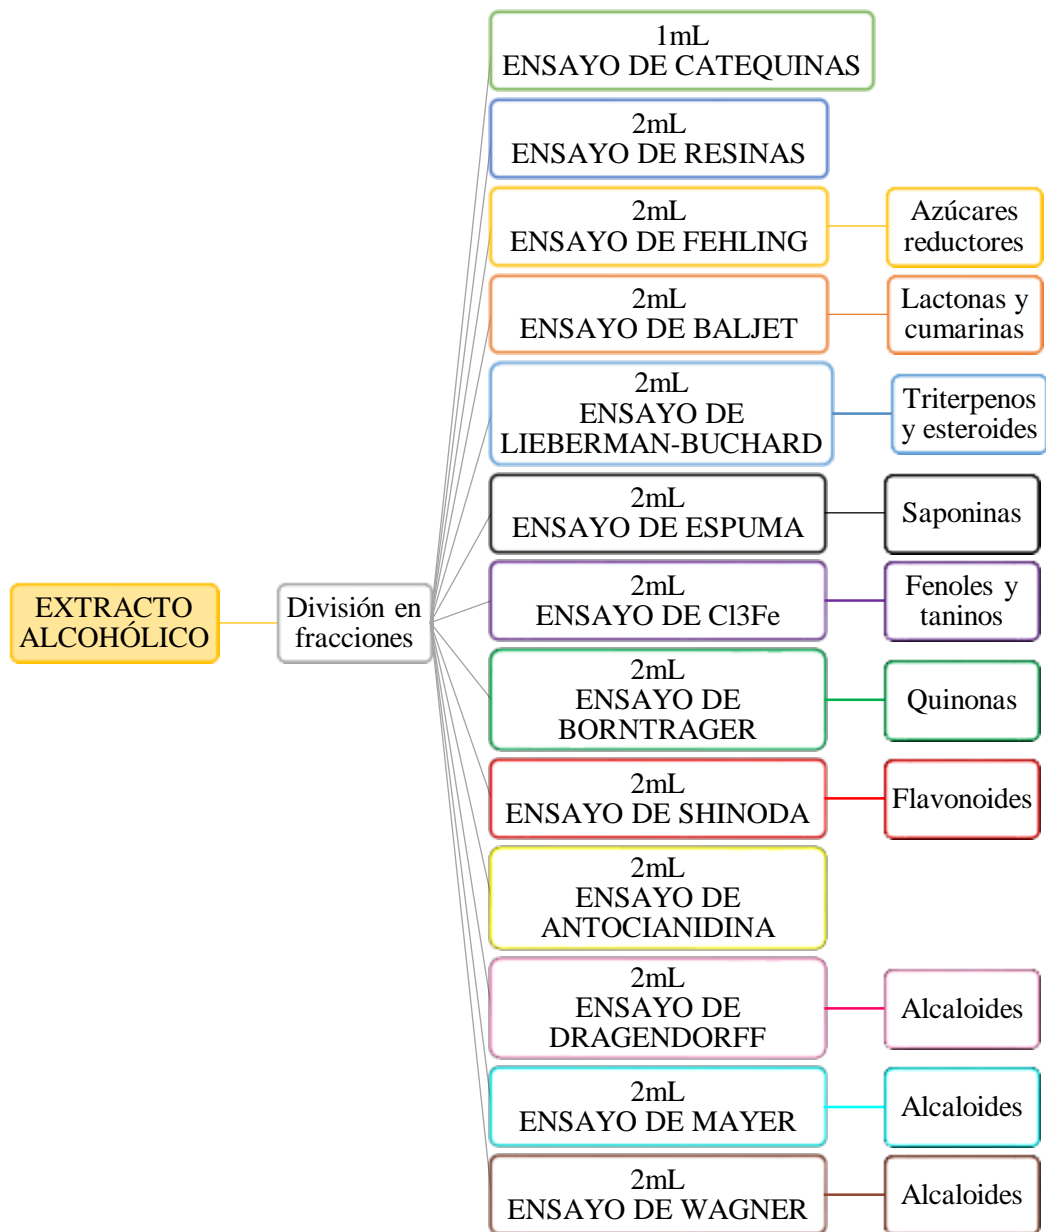 EXTRACTO
ALCOHÓLICO
División en
fracciones
1mL
ENSAYO DE CATEQUINAS
2mL
ENSAYO DE RESINAS
2mL
ENSAYO DE FEHLING
Azúcares
reductores
2mL
ENSAYO DE BALJET
Lactonas y
cumarinas
2mL
ENSAYO DE
LIEBERMAN-BUCHARD
Triterpenos
y esteroides
2mL
ENSAYO DE ESPUMA
Saponinas
2mL
ENSAYO DE Cl3Fe
Fenoles y
taninos
2mL
ENSAYO DE
BORNTRAGER
Quinonas
2mL
ENSAYO DE SHINODA
Flavonoides
2mL
ENSAYO DE
ANTOCIANIDINA
2mL
ENSAYO DE
DRAGENDORFF
Alcaloides
2mL
ENSAYO DE MAYER
Alcaloides
2mL
ENSAYO DE WAGNER
Alcaloides